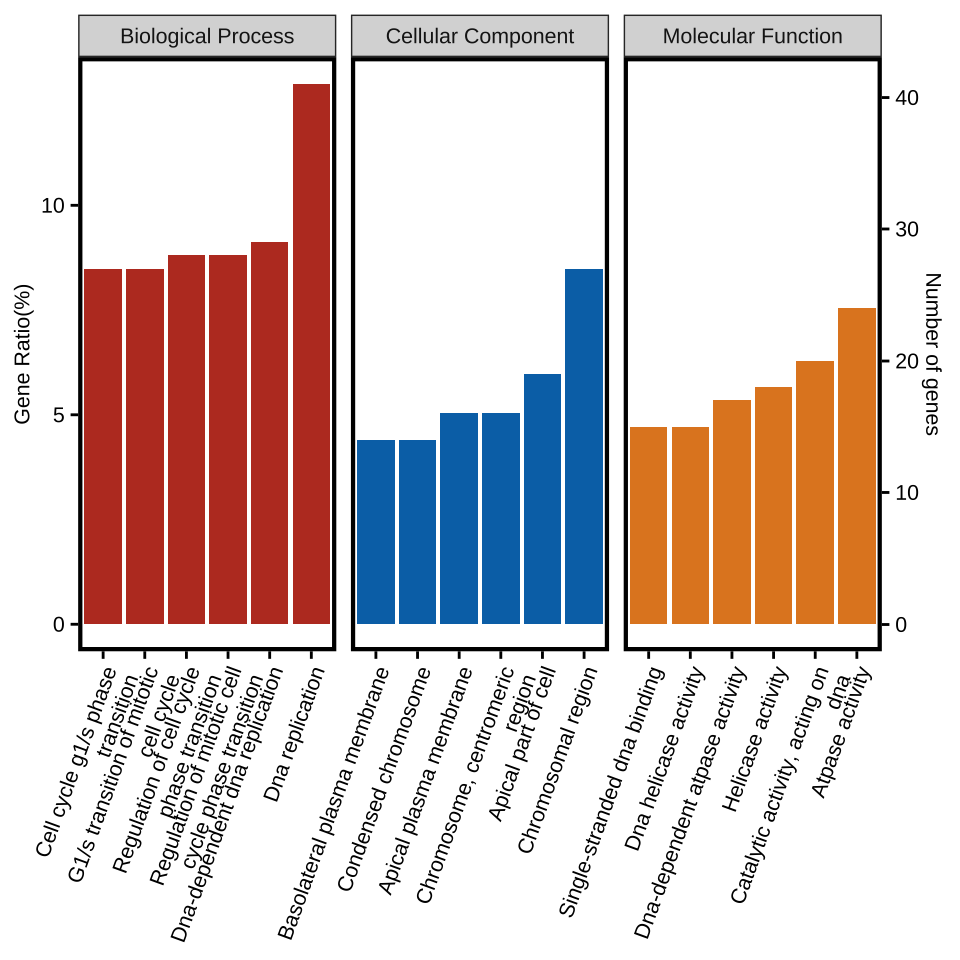 Biological Process
Cellular Component
Molecular Function
Gene Ratio(%)
10
5
0
40
30
20
10
0
Number of genes
Cell cycle g1/s phase
transition
G1/s transition of mitotic
cell cycle
Regulation of cell cycle
phase transition
Regulation of mitotic cell
cycle phase transition
Dna-dependent dna replication
Dna replication
Basolateral plasma membrane
Condensed chromosome
Apical plasma membrane
Chromosome, centromeric
region
Apical part of cell
Chromosomal region
Single-stranded dna binding
Dna helicase activity
Dna-dependent atpase activity
Helicase activity
Catalytic activity, acting on
dna
Atpase activity